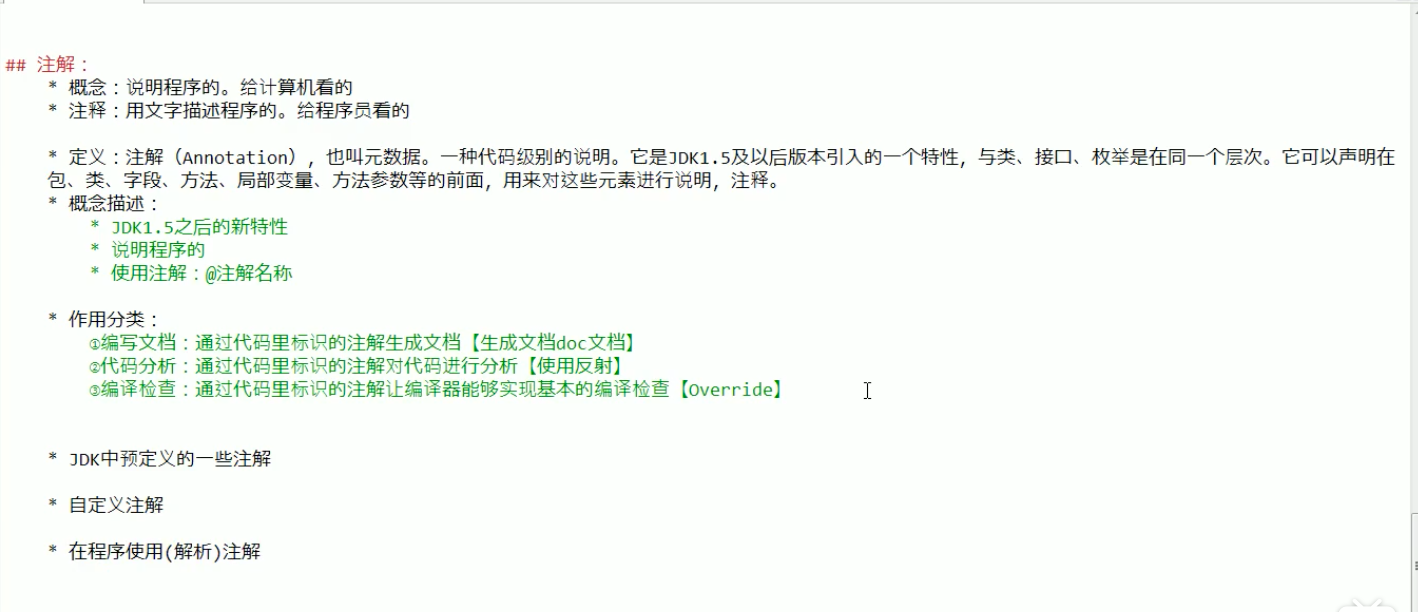 ## 注解：
* 概念：说明程序的。给计算机看的
* 注释：用文字描述程序的。给程序员看的
* 定义：注解（Annotation），也叫元数据。一种代码级别的说明。它是JDK1.5及以后版本引入的一个特性，与类、接口、枚举是在同一个层次。它可以声明在
包、类、字段、方法、局部变量、方法参数等的前面，用来对这些元素进行说明，注释。
* 概念描述：
* JDK1.5之后的新特性
* 说明程序的
* 使用注解：@注解名称
* 作用分类：
①编写文档：通过代码里标识的注解生成文档【生成文档doc文档】
②代码分析：通过代码里标识的注解对代码进行分析【使用反射】
③编译检查：通过代码里标识的注解让编译器能够实现基本的编译检查【Override】
* JDK中预定义的一些注解
* 自定义注解
* 在程序使用(解析)注解